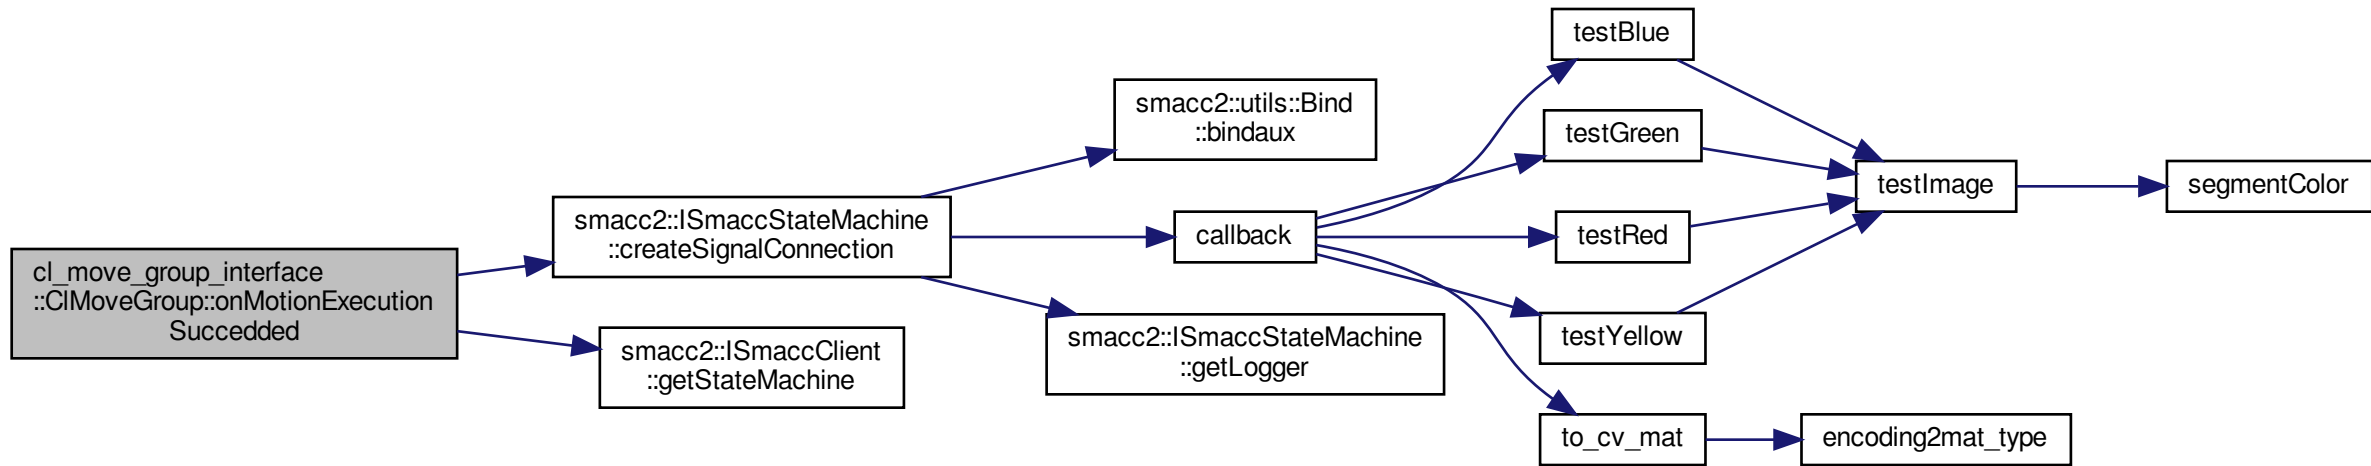 cl_move_group_interface
::ClMoveGroup::onMotionExecution
Succedded
smacc2::ISmaccStateMachine
::createSignalConnection
smacc2::ISmaccClient
::getStateMachine
smacc2::utils::Bind
::bindaux
callback
smacc2::ISmaccStateMachine
::getLogger
testBlue
testGreen
testRed
testYellow
to_cv_mat
testImage
encoding2mat_type
segmentColor